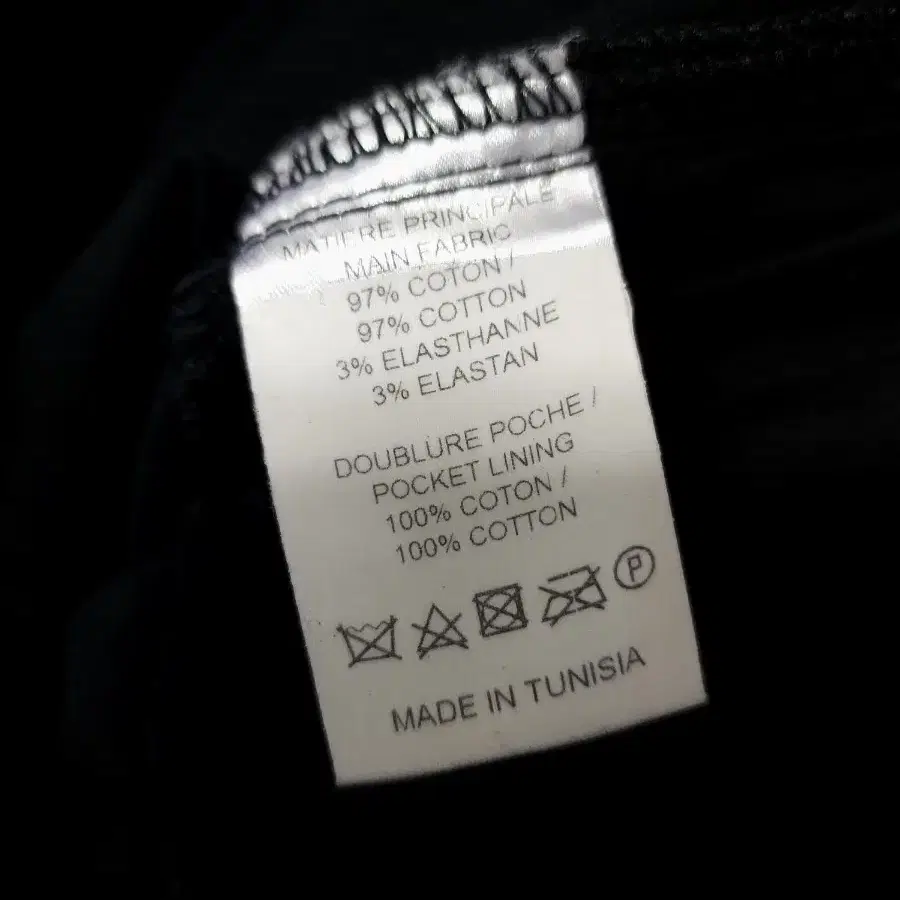 MATIERE PRINCIPALE
MAIN FABRIC
97% COTON /
97% COTTON
3% ELASTHANNE
3% ELASTAN
DOUBLURE POCHE /
POCKET LINING
100% COTON /
100% COTTON
P
MADE IN TUNISIA